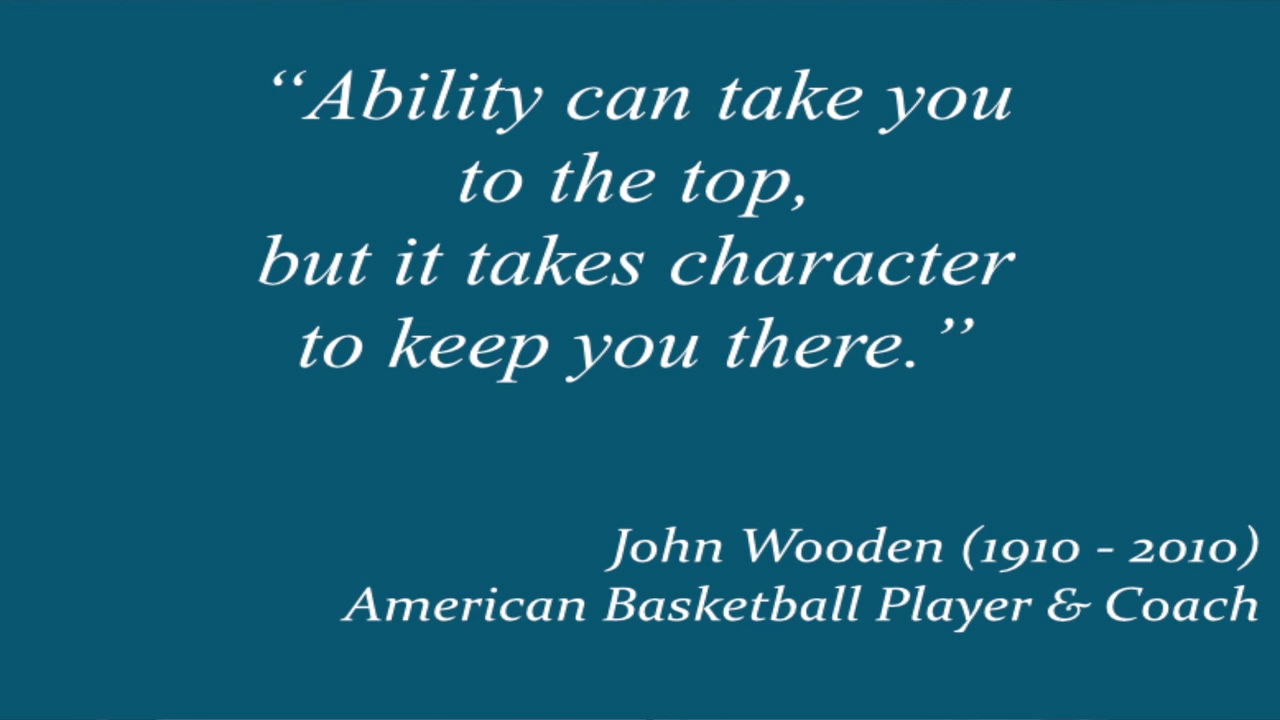 “Ability can take you
to the top,
but it takes character
to keep you there.”
John Wooden (1910 - 2010)
American Basketball Player & Coach